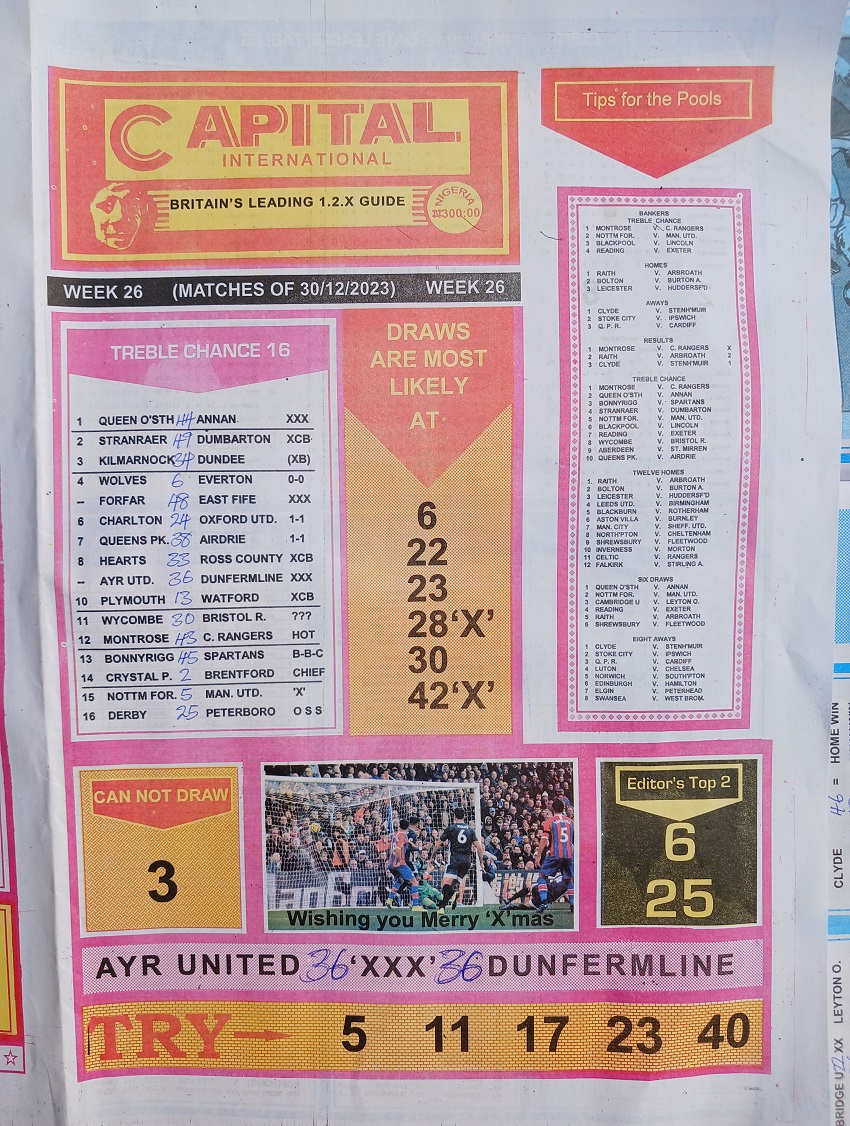 CAPITAL
INTERNATIONAL
BRITAIN'S LEADING 1.2.X GUIDE
NIGERIA
₦300:00
WEEK 26 (MATCHES OF 30/12/2023) WEEK 26
TREBLE CHANCE 16
1 QUEEN O'STH 44 ANNAN XXX
2 STRANRAER 49 DUMBARTON XCB
3 KILMARNOCK 34 DUNDEE (XB)
4 WOLVES 6 EVERTON 0-0
-- FORFAR 48 EAST FIFE XXX
6 CHARLTON 24 OXFORD UTD. 1-1
7 QUEENS PK. 38 AIRDRIE 1-1
8 HEARTS 33 ROSS COUNTY XCB
-- AYR UTD. 36 DUNFERMLINE XXX
10 PLYMOUTH 13 WATFORD XCB
11 WYCOMBE 30 BRISTOL R. ???
12 MONTROSE 43 C. RANGERS HOT
13 BONNYRIGG 45 SPARTANS B-B-C
14 CRYSTAL P. 2 BRENTFORD CHIEF
15 NOTTM FOR. 5 MAN. UTD. 'X'
16 DERBY 25 PETERBORO O S S
DRAWS
ARE MOST
LIKELY
AT
6
22
23
28'X'
30
42'X'
Tips for the Pools
BANKERS
TREBLE CHANCE
1 MONTROSE V. C. RANGERS
2 NOTTM FOR. V. MAN. UTD.
3 BLACKPOOL V. LINCOLN
4 READING V. EXETER
HOMES
1 RAITH V. ARBROATH
2 BOLTON V. BURTON A.
3 LEICESTER V. HUDDERSF'D
AWAYS
1 CLYDE V. STENH'MUIR
2 STOKE CITY V. IPSWICH
3 Q. P. R. V. CARDIFF
RESULTS
1 MONTROSE V. C. RANGERS X
2 RAITH V. ARBROATH 2
3 CLYDE V. STENH'MUIR 1
TREBLE CHANCE
1 MONTROSE V. C. RANGERS
2 QUEEN O'STH V. ANNAN
3 BONNYRIGG V. SPARTANS
4 STRANRAER V. DUMBARTON
5 NOTTM FOR. V. MAN. UTD.
6 BLACKPOOL V. LINCOLN
7 READING V. EXETER
8 WYCOMBE V. BRISTOL R.
9 ABERDEEN V. ST. MIRREN
10 QUEENS PK. V. AIRDRIE
TWELVE HOMES
1. RAITH V. ARBROATH
2 BOLTON V. BURTON A.
3 LEICESTER V. HUDDERSF'D
4 LEEDS UTD. V. BIRMINGHAM
5 BLACKBURN V. ROTHERHAM
6 ASTON VILLA V. BURNLEY
7 MAN. CITY V. SHEFF. UTD.
8 NORTH'PTON V. CHELTENHAM
9 SHREWSBURY V. FLEETWOOD
10 INVERNESS V. MORTON
11 CELTIC V. RANGERS
12 FALKIRK V. STIRLING A.
SIX DRAWS
1 QUEEN O'STH V. ANNAN
2 NOTTM FOR. V. MAN. UTD.
3 CAMBRIDGE U V. LEYTON O.
4 READING V. EXETER
5 RAITH V. ARBROATH
6 SHREWSBURY V. FLEETWOOD
EIGHT AWAYS
1 CLYDE V. STENH'MUIR
2 STOKE CITY V. IPSWICH
3 Q. P. R. V. CARDIFF
4 LUTON V. CHELSEA
5 NORWICH V. SOUTH'PTON
6 EDINBURGH V. HAMILTON
7 ELGIN V. PETERHEAD
8 SWANSEA V. WEST BROM.
CAN NOT DRAW
3
6
5
Wishing you Merry 'X'mas
Editor's Top 2
6
25
AYR UNITED 36 'XXX' 36 DUNFERMLINE
TRY 5 11 17 23 40
CLYDE 46 = HOME WIN
BRIDGE U 22 XX LEYTON O.